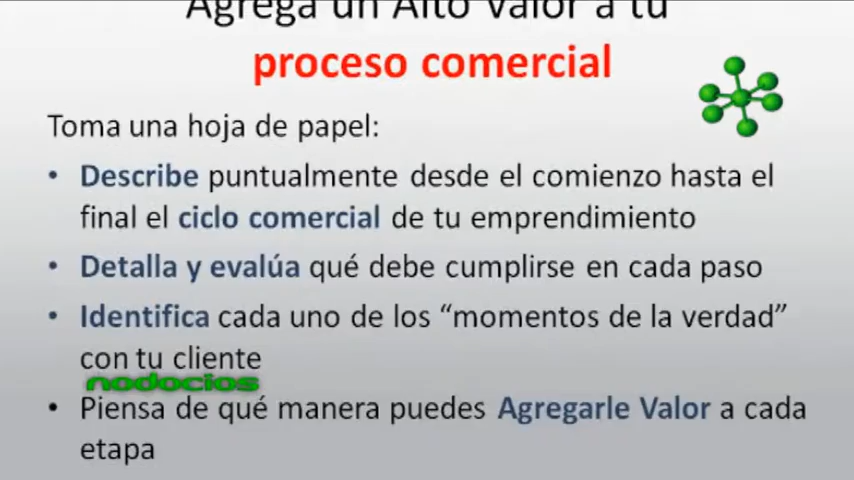 Agrega un Alto Valor a tu
proceso comercial
Toma una hoja de papel:
• Describe puntualmente desde el comienzo hasta el
final el ciclo comercial de tu emprendimiento
• Detalla y evalúa qué debe cumplirse en cada paso
• Identifica cada uno de los “momentos de la verdad”
con tu cliente
nodocios
• Piensa de qué manera puedes Agregarle Valor a cada
etapa